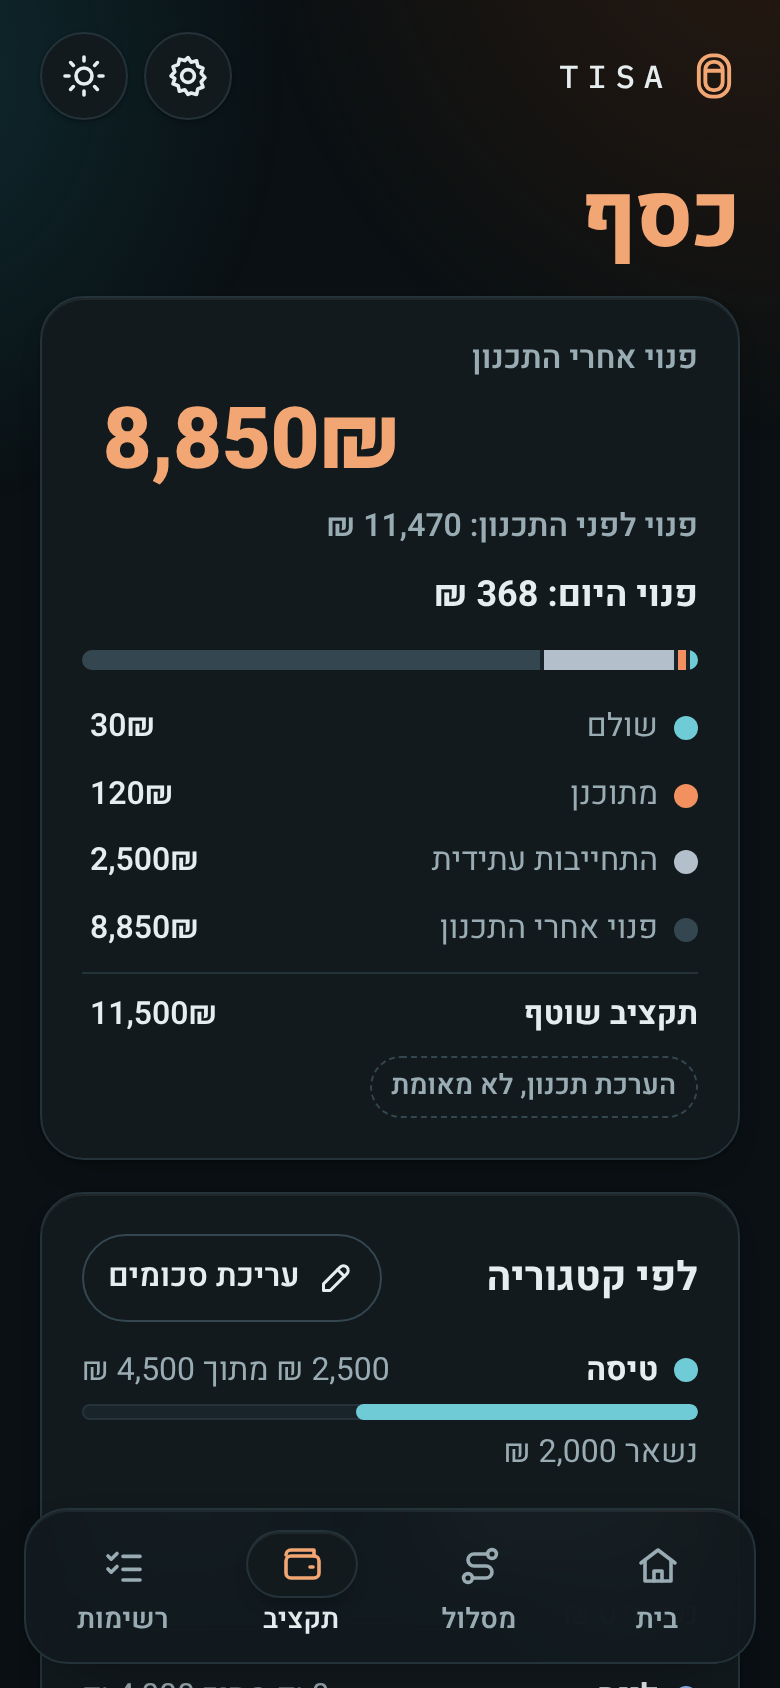 TISA
כסף
פנוי אחרי התכנון
8,850₪
פנוי לפני התכנון: 11,470 ₪
פנוי היום: 368 ₪
שולם 30₪
מתוכנן 120₪
התחייבות עתידית 2,500₪
פנוי אחרי התכנון 8,850₪
תקציב שוטף 11,500₪
הערכת תכנון, לא מאומת
לפי קטגוריה עריכת סכומים
טיסה 2,500 ₪ מתוך 4,500 ₪
נשאר 2,000 ₪
בית מסלול תקציב רשימות